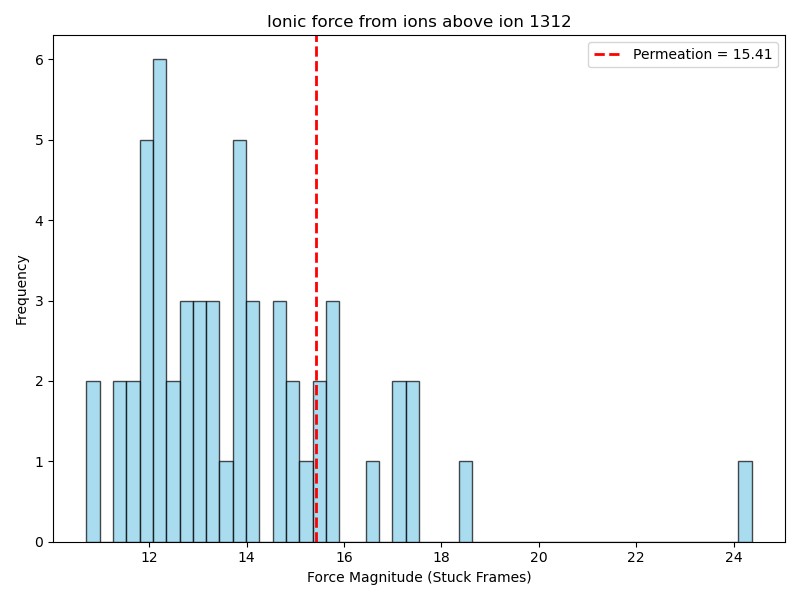 Ionic force from ions above ion 1312
Permeation = 15.41
Frequency
6
5
4
3
2
1
0
12 14 16 18 20 22 24
Force Magnitude (Stuck Frames)